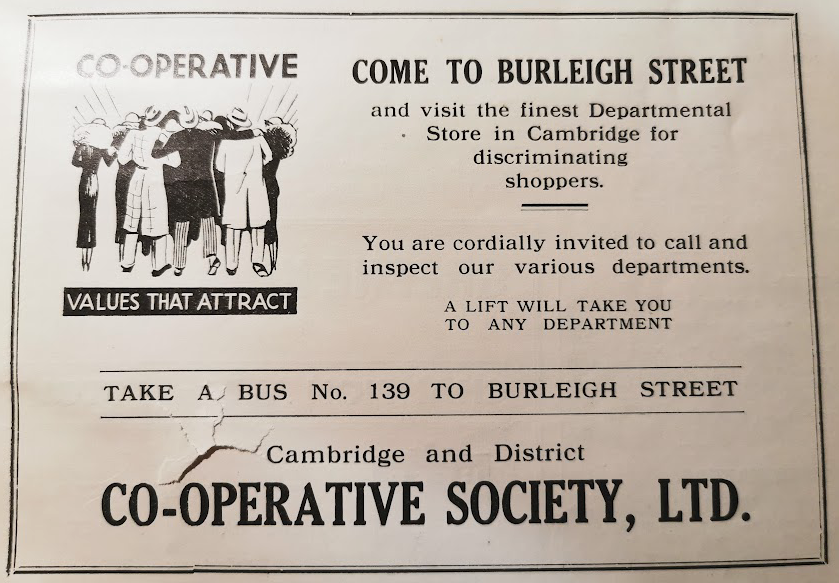 CO-OPERATIVE
VALUES THAT ATTRACT
COME TO BURLEIGH STREET
and visit the finest Departmental
Store in Cambridge for
discriminating
shoppers.
You are cordially invited to call and
inspect our various departments.
A LIFT WILL TAKE YOU
TO ANY DEPARTMENT
TAKE A BUS No. 139 TO BURLEIGH STREET
Cambridge and District
CO-OPERATIVE SOCIETY, LTD.